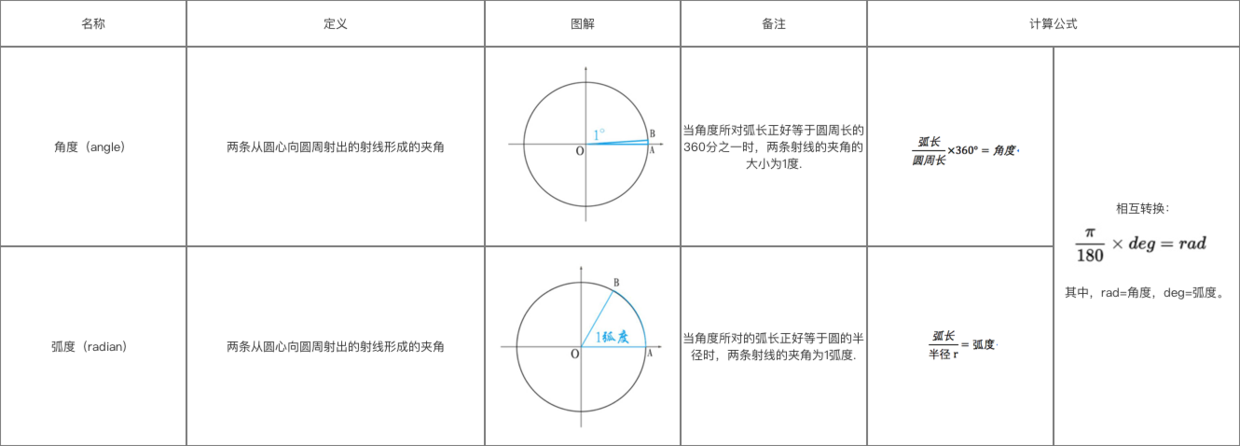 名称
定义
图解
备注
计算公式
角度（angle）
两条从圆心向圆周射出的射线形成的夹角
1°
B
O
A
当角度所对弧长正好等于圆周长的
360分之一时，两条射线的夹角的
大小为1度.
弧长
圆周长
×360° = 角度
相互转换：
π
180
× deg = rad
其中，rad=角度，deg=弧度。
弧度（radian）
两条从圆心向圆周射出的射线形成的夹角
B
1弧度
O
A
当角度所对的弧长正好等于圆的半
径时，两条射线的夹角为1弧度.
弧长
半径 r
= 弧度